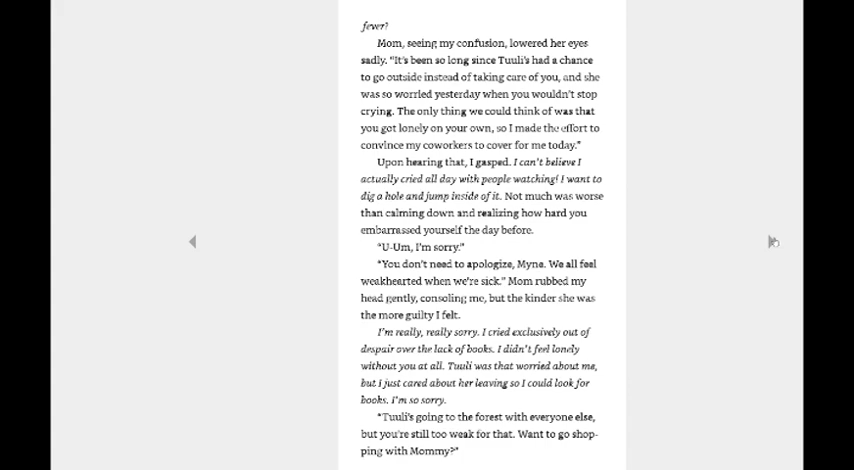 fever?
Mom, seeing my confusion, lowered her eyes
sadly. “It’s been so long since Tuuli’s had a chance
to go outside instead of taking care of you, and she
was so worried yesterday when you wouldn’t stop
crying. The only thing we could think of was that
you got lonely on your own, so I made the effort to
convince my coworkers to cover for me today.”
Upon hearing that, I gasped. I can’t believe I
actually cried all day with people watching! I want to
dig a hole and jump inside of it. Not much was worse
than calming down and realizing how hard you
embarrassed yourself the day before.
“U-Um, I’m sorry.”
“You don’t need to apologize, Myne. We all feel
weakhearted when we’re sick.” Mom rubbed my
head gently, consoling me, but the kinder she was
the more guilty I felt.
I’m really, really sorry. I cried exclusively out of
despair over the lack of books. I didn’t feel lonely
without you at all. Tuuli was that worried about me,
but I just cared about her leaving so I could look for
books. I’m so sorry.
“Tuuli’s going to the forest with everyone else,
but you’re still too weak for that. Want to go shop-
ping with Mommy?”